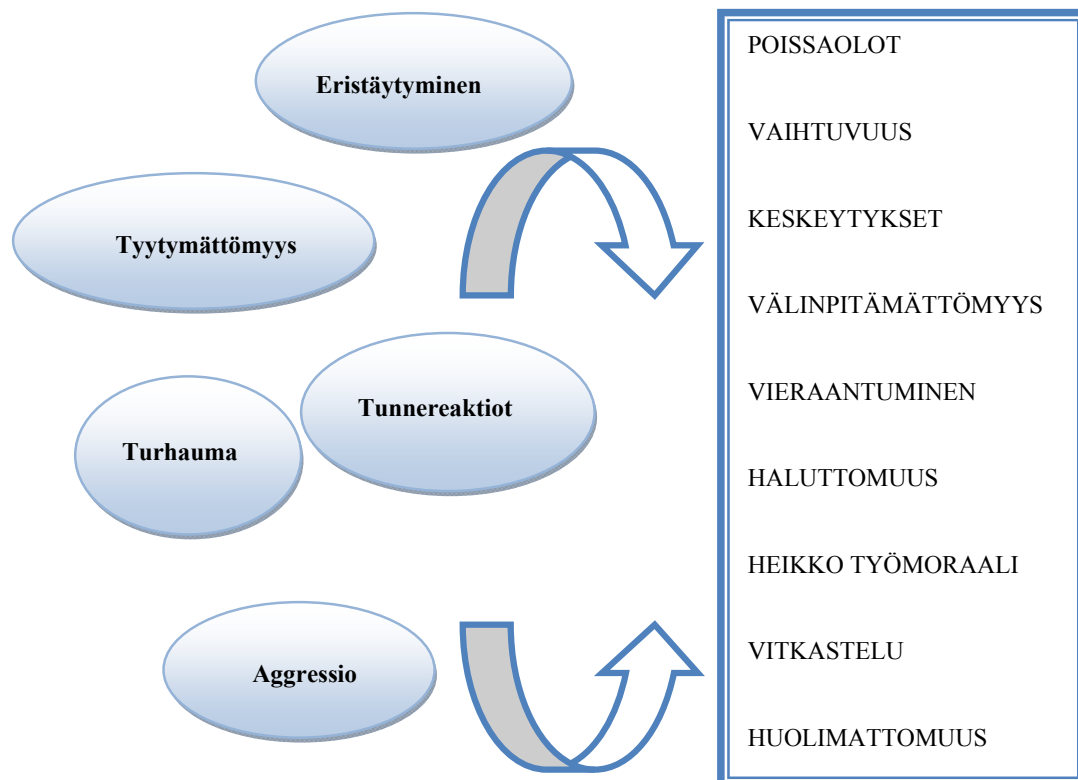 Eristäytyminen
Tyytymättömyys
Tunnereaktiot
Turhauma
Aggressio
POISSAOLOT
VAIHTUVUUS
KESKEYTYKSET
VÄLINPITÄMÄTTÖMYYS
VIERAANTUMINEN
HALUTTOMUUS
HEIKKO TYÖMORAALI
VITKASTELU
HUOLIMATTOMUUS